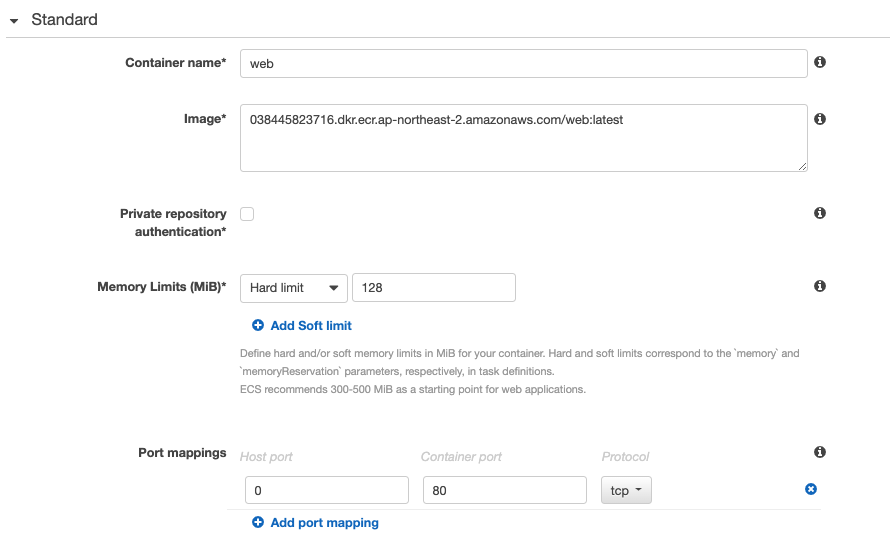 Standard
Container name*
web
Image*
038445823716.dkr.ecr.ap-northeast-2.amazonaws.com/web:latest
Private repository
authentication*
Memory Limits (MiB)*
Hard limit
128
Add Soft limit
Define hard and/or soft memory limits in MiB for your container. Hard and soft limits correspond to the `memory` and
`memoryReservation` parameters, respectively, in task definitions.
ECS recommends 300-500 MiB as a starting point for web applications.
Port mappings
Host port
Container port
Protocol
0
80
tcp
Add port mapping